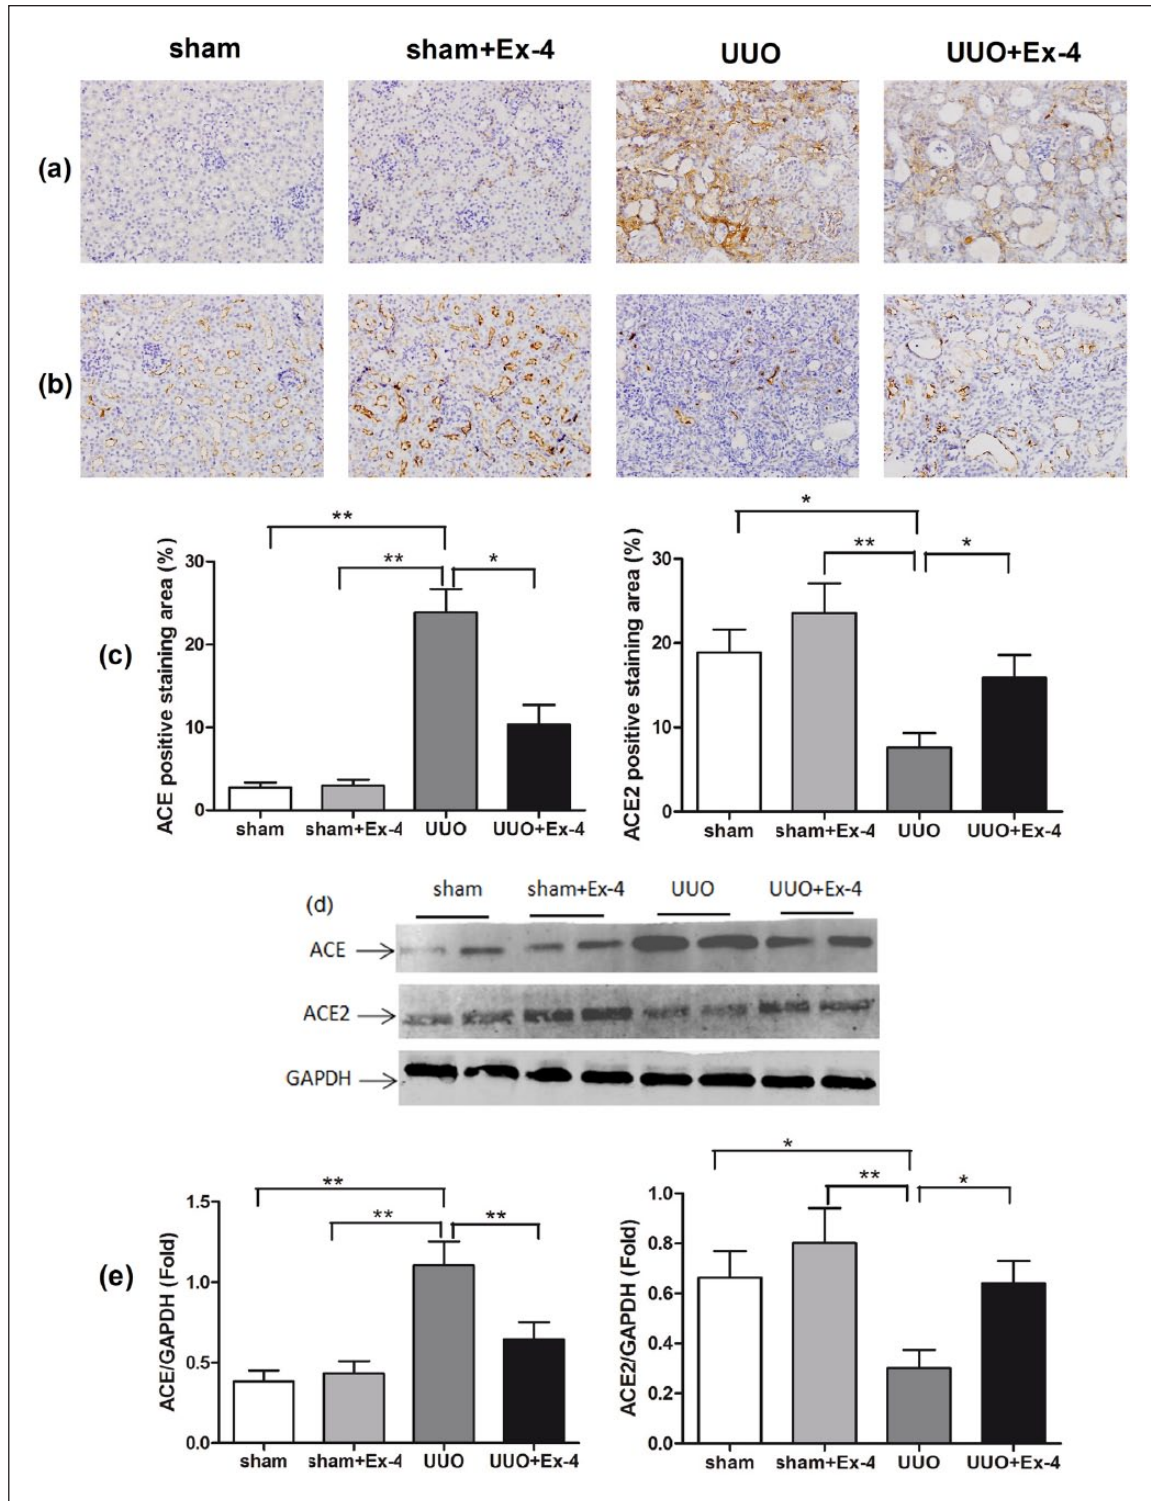 sham sham+Ex-4 UUO UUO+Ex-4
(a)
(b)
(c)
ACE positive staining area (%)
30
20
10
0
** ** *
sham sham+Ex-4 UUO UUO+Ex-4
ACE2 positive staining area (%)
30
20
10
0
* ** *
sham sham+Ex-4 UUO UUO+Ex-4
(d)
sham sham+Ex-4 UUO UUO+Ex-4
ACE
ACE2
GAPDH
(e)
ACE/GAPDH (Fold)
1.5
1.0
0.5
0.0
** ** **
sham sham+Ex-4 UUO UUO+Ex-4
ACE2/GAPDH (Fold)
1.0
0.8
0.6
0.4
0.2
0.0
* ** *
sham sham+Ex-4 UUO UUO+Ex-4